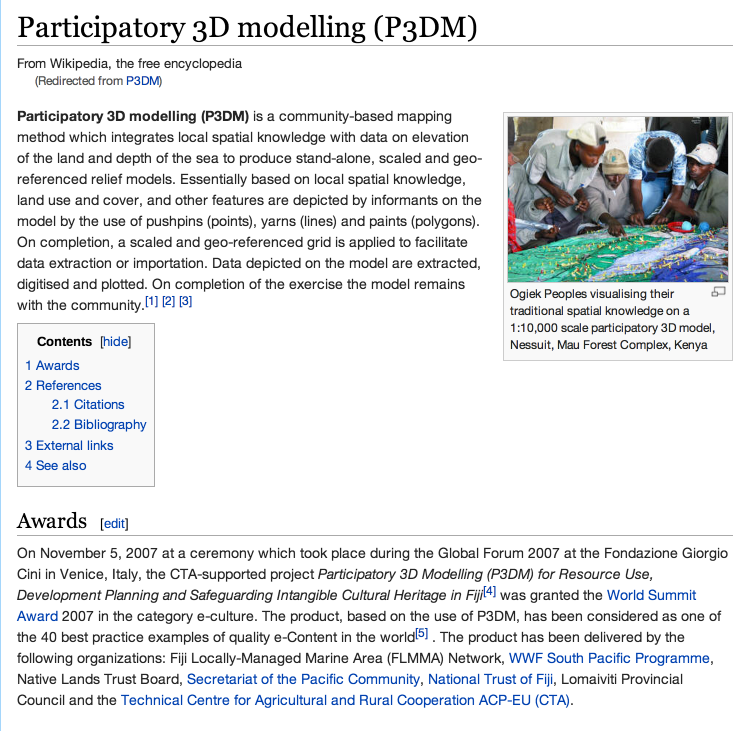 Participatory 3D modelling (P3DM)
From Wikipedia, the free encyclopedia
(Redirected from P3DM)
Participatory 3D modelling (P3DM) is a community-based mapping
method which integrates local spatial knowledge with data on elevation
of the land and depth of the sea to produce stand-alone, scaled and geo-
referenced relief models. Essentially based on local spatial knowledge,
land use and cover, and other features are depicted by informants on the
model by the use of pushpins (points), yarns (lines) and paints (polygons).
On completion, a scaled and geo-referenced grid is applied to facilitate
data extraction or importation. Data depicted on the model are extracted,
digitised and plotted. On completion of the exercise the model remains
with the community.[1] [2] [3]
Ogiek Peoples visualising their
traditional spatial knowledge on a
1:10,000 scale participatory 3D model,
Nessuit, Mau Forest Complex, Kenya
Contents [hide]
1 Awards
2 References
2.1 Citations
2.2 Bibliography
3 External links
4 See also
Awards [edit]
On November 5, 2007 at a ceremony which took place during the Global Forum 2007 at the Fondazione Giorgio
Cini in Venice, Italy, the CTA-supported project Participatory 3D Modelling (P3DM) for Resource Use,
Development Planning and Safeguarding Intangible Cultural Heritage in Fiji[4] was granted the World Summit
Award 2007 in the category e-culture. The product, based on the use of P3DM, has been considered as one of
the 40 best practice examples of quality e-Content in the world[5] . The product has been delivered by the
following organizations: Fiji Locally-Managed Marine Area (FLMMA) Network, WWF South Pacific Programme,
Native Lands Trust Board, Secretariat of the Pacific Community, National Trust of Fiji, Lomaiviti Provincial
Council and the Technical Centre for Agricultural and Rural Cooperation ACP-EU (CTA).